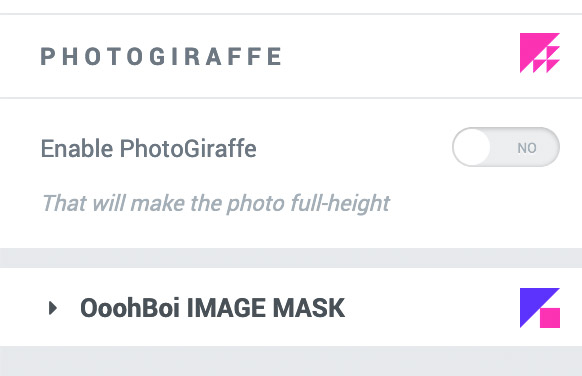 PHOTOGIRAFFE
Enable PhotoGiraffe
NO
That will make the photo full-height
OoohBoi IMAGE MASK